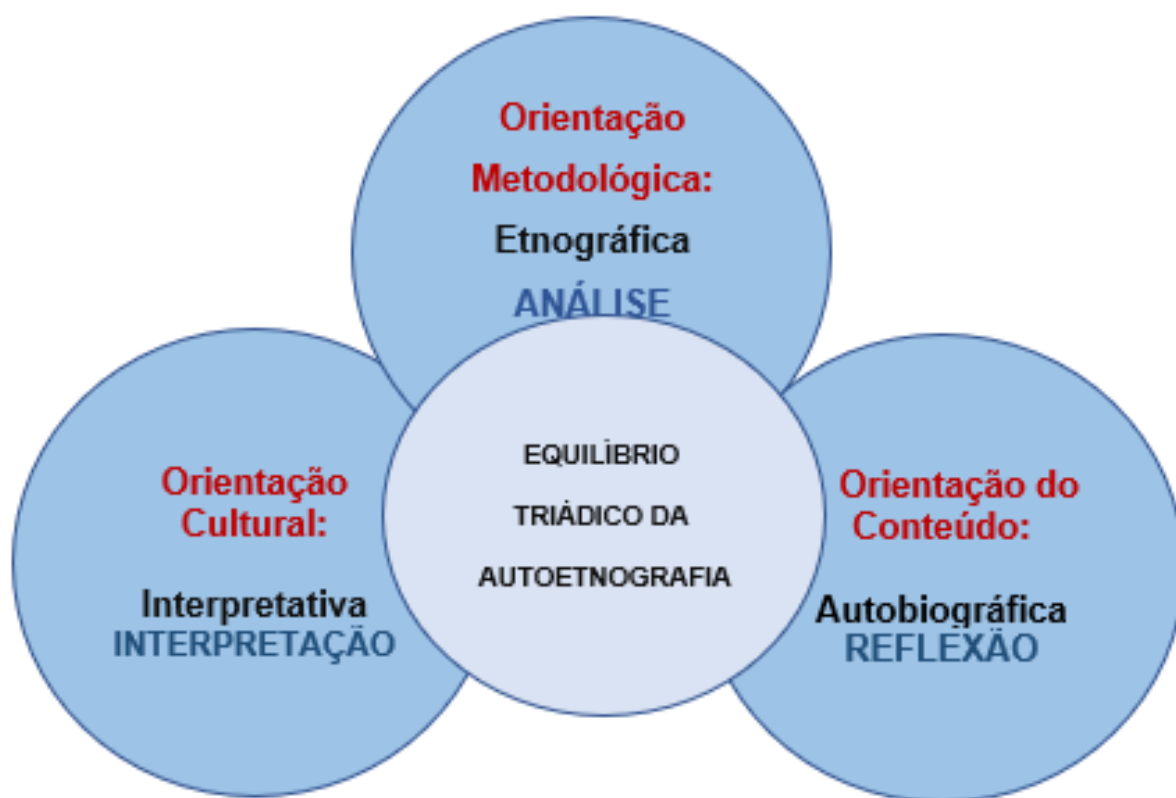 Orientação
Metodológica:
Etnográfica
ANÁLISE
Orientação
Cultural:
Interpretativa
INTERPRETAÇÃO
EQUILÍBRIO
TRIÁDICO DA
AUTOETNOGRAFIA
Orientação do
Conteúdo:
Autobiográfica
REFLEXÃO